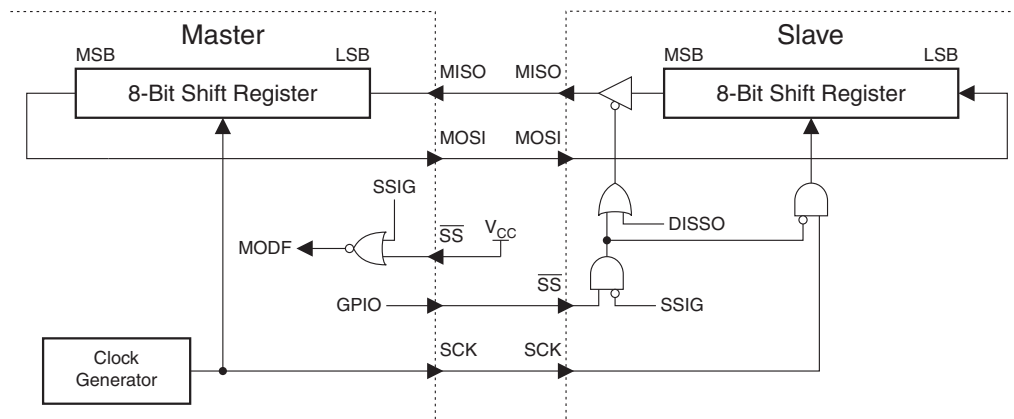 Master
Slave
MSB
LSB
MISO
MISO
MSB
LSB
8-Bit Shift Register
8-Bit Shift Register
MOSI
MOSI
SSIG
SS
VCC
DISSO
MODF
SS
GPIO
SSIG
SCK
SCK
Clock
Generator